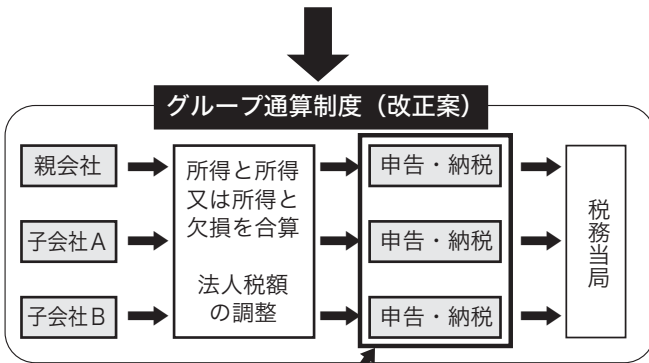 グループ通算制度（改正案）
親会社
子会社A
子会社B
所得と所得
又は所得と
欠損を合算
法人税額
の調整
申告・納税
申告・納税
申告・納税
税務当局